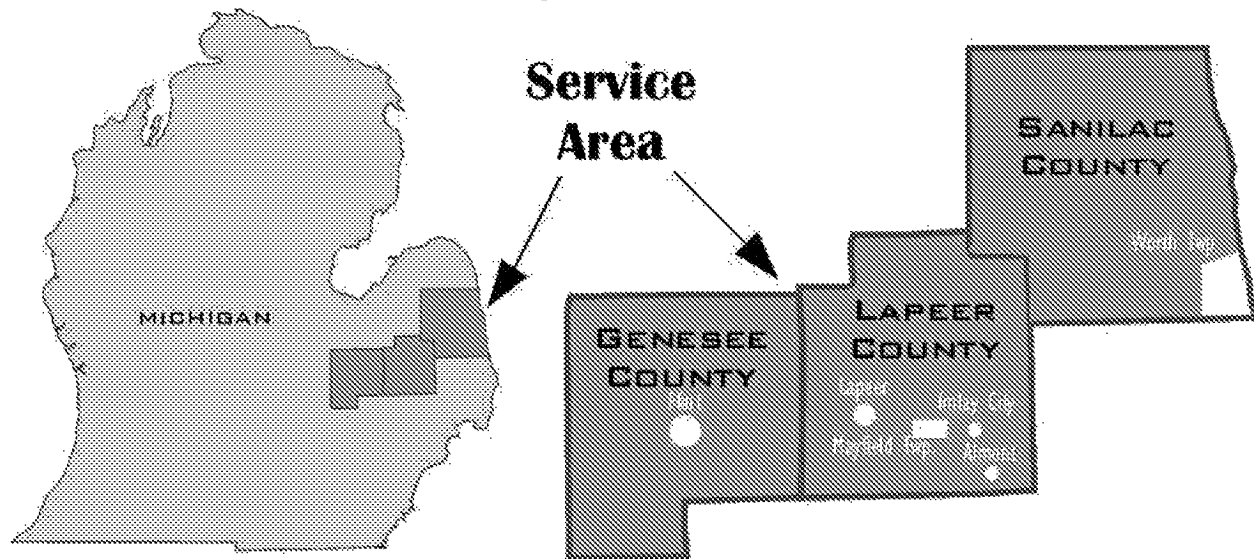 Service
Area
MICHIGAN
SANILAC
COUNTY
GENESEE
COUNTY
LAPEER
COUNTY
Flint
Lapeer
Imlay City
Mayfield Twp
Almont